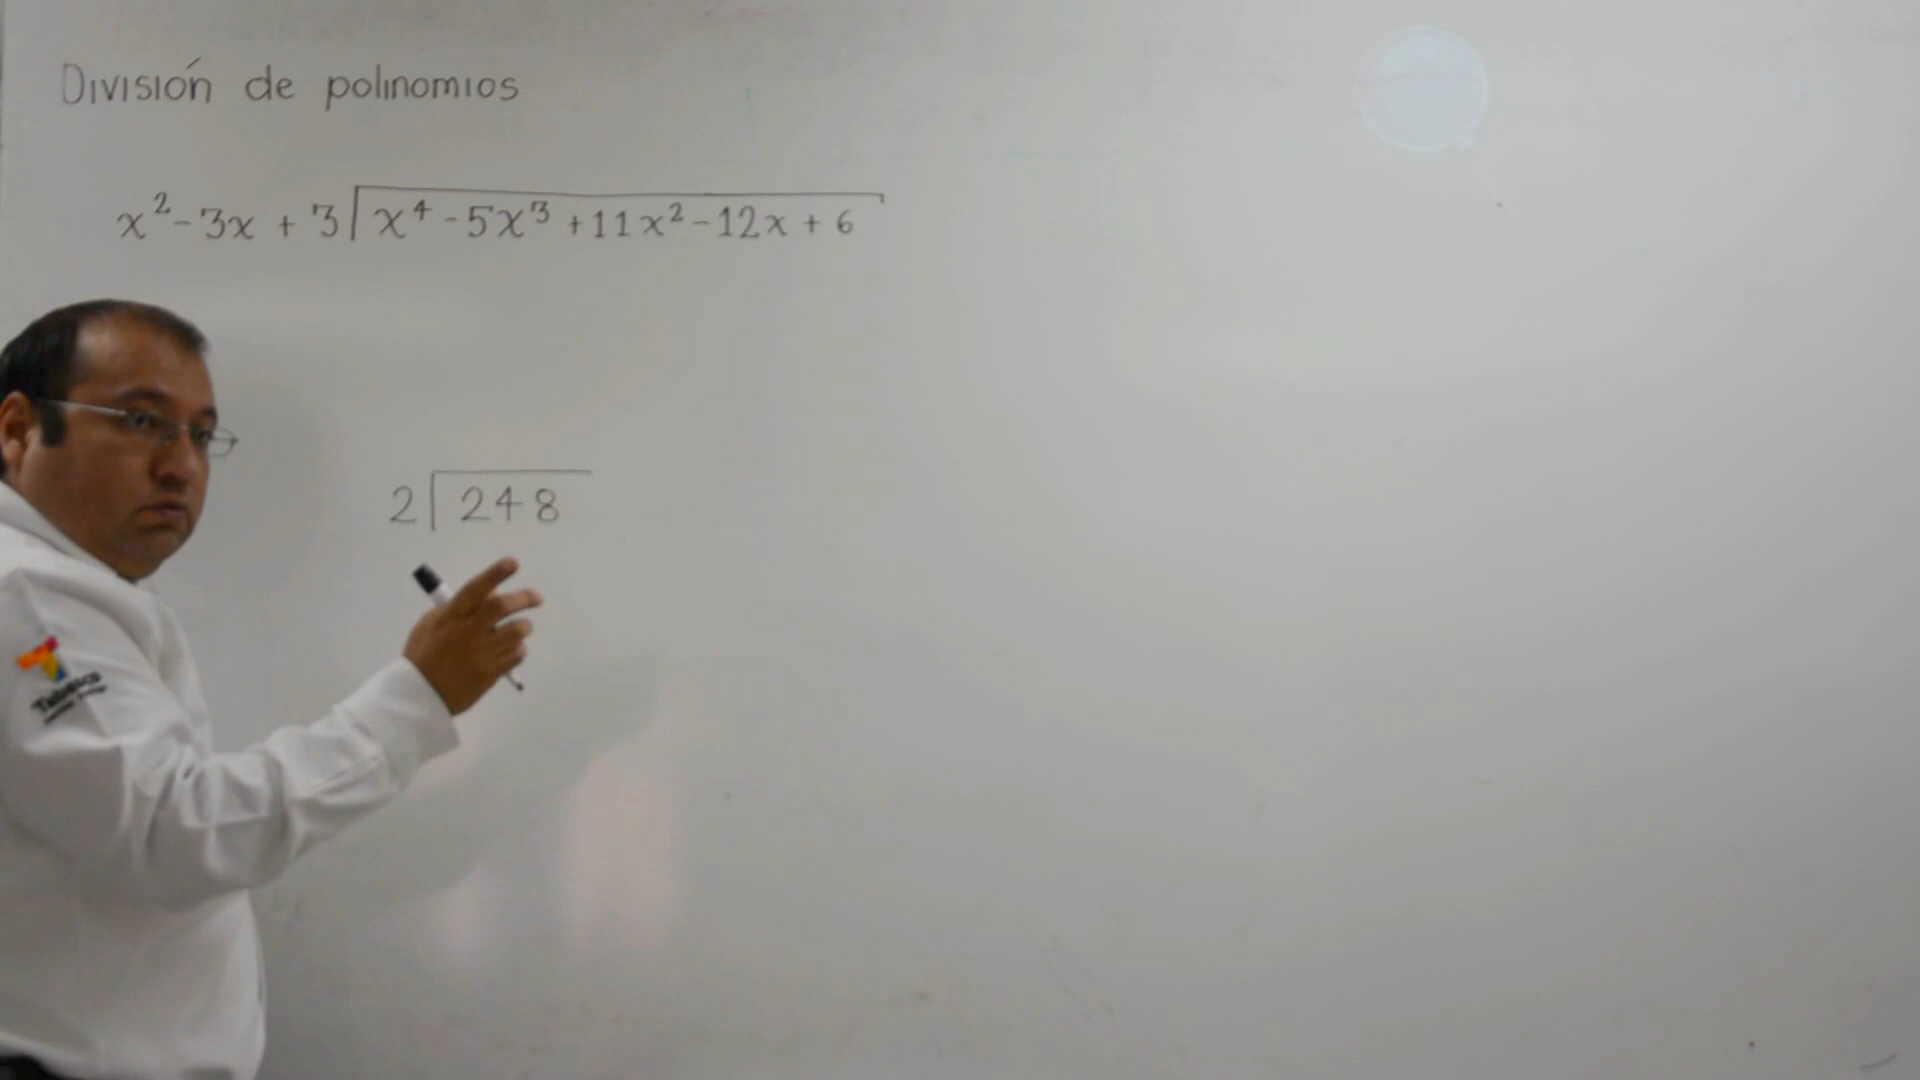 División de polinomios
x² - 3x + 3 | x⁴ - 5x³ + 11x² - 12x + 6
2 | 248